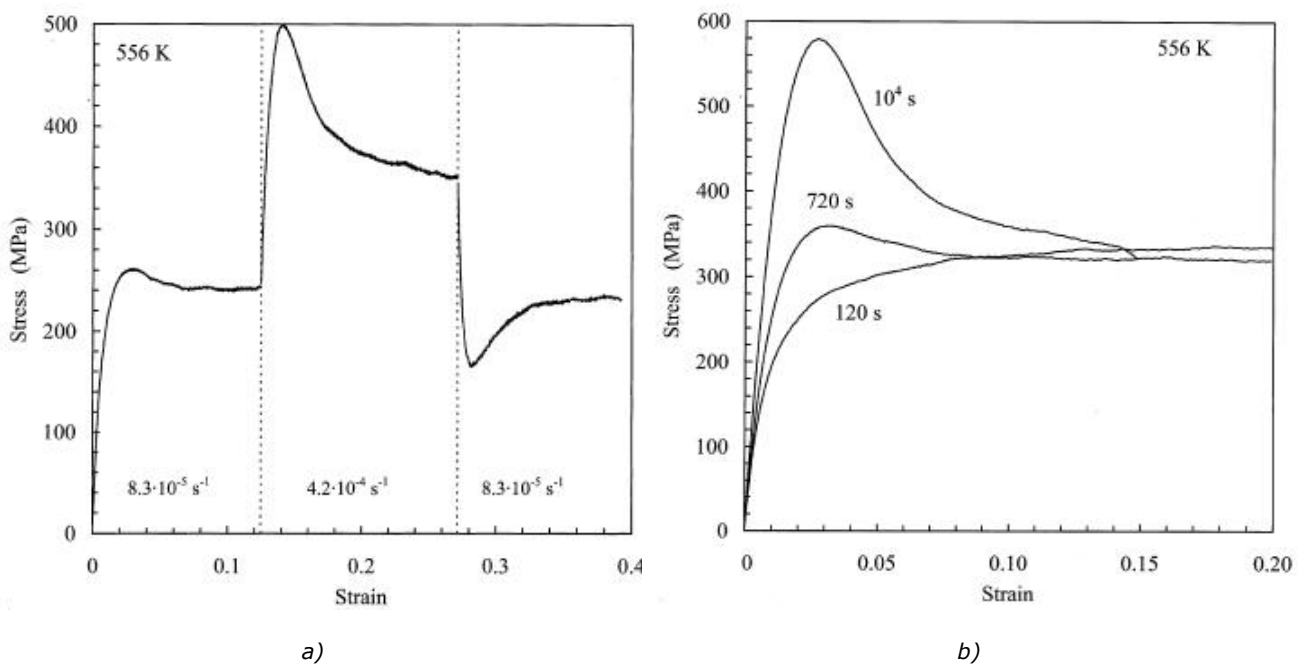 500
400
300
200
100
0
Stress (MPa)
556 K
8.3·10⁻⁵ s⁻¹
4.2·10⁻⁴ s⁻¹
8.3·10⁻⁵ s⁻¹
0
0.1
0.2
0.3
0.4
Strain
a)
600
500
400
300
200
100
0
Stress (MPa)
556 K
10⁴ s
720 s
120 s
0
0.05
0.10
0.15
0.20
Strain
b)